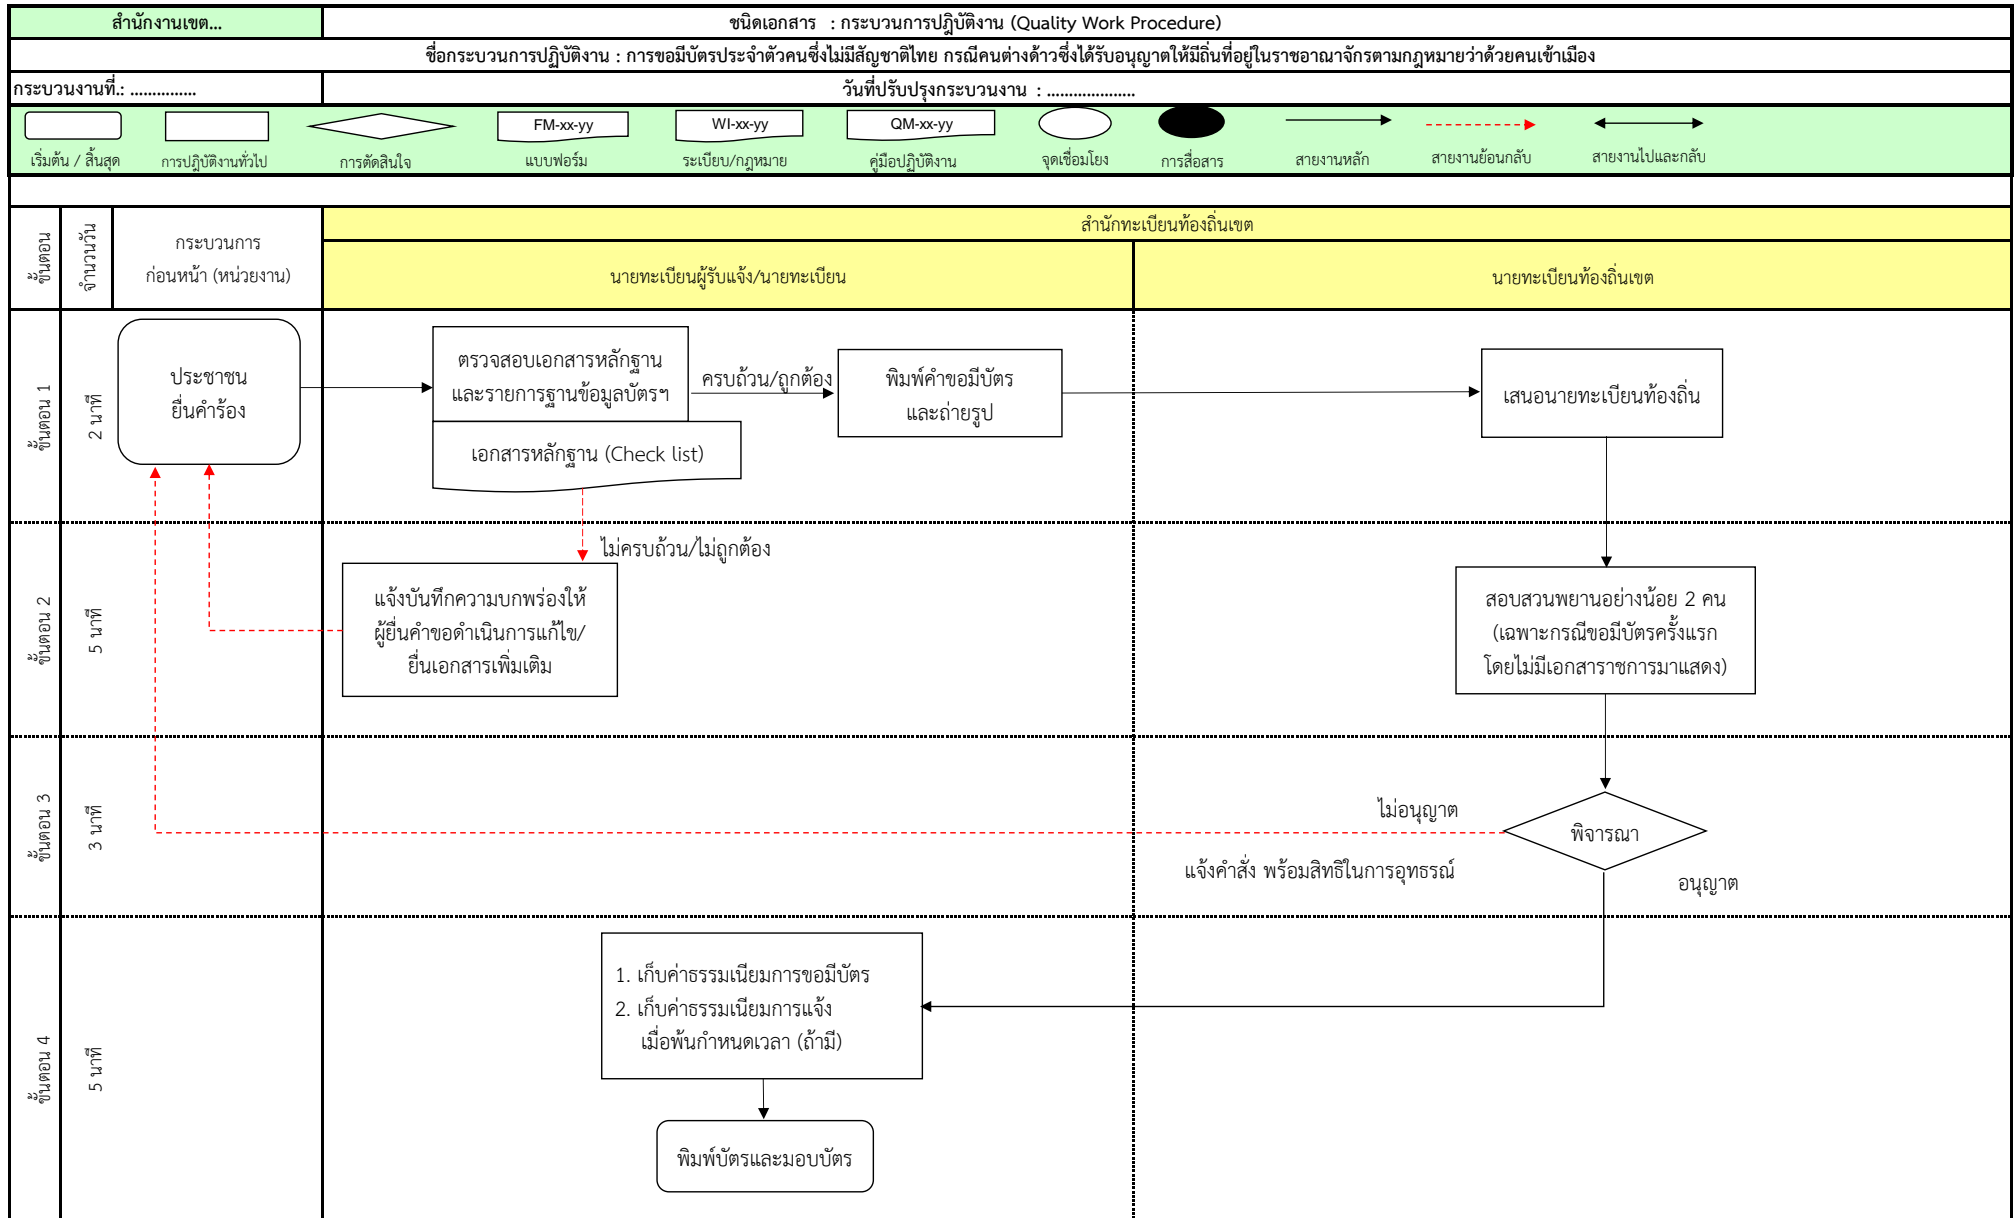 สำนักงานเขต...
ชนิดเอกสาร : กระบวนการปฎิบัติงาน (Quality Work Procedure)
ชื่อกระบวนการปฏิบัติงาน : การขอมีบัตรประจำตัวคนซึ่งไม่มีสัญชาติไทย กรณีคนต่างด้าวซึ่งได้รับอนุญาตให้มีถิ่นที่อยู่ในราชอาณาจักรตามกฎหมายว่าด้วยคนเข้าเมือง
กระบวนงานที่.: ...............
วันที่ปรับปรุงกระบวนงาน : ....................
FM-xx-yy
WI-xx-yy
QM-xx-yy
เริ่มต้น / สิ้นสุด
การปฏิบัติงานทั่วไป
การตัดสินใจ
แบบฟอร์ม
ระเบียบ/กฎหมาย
คู่มือปฏิบัติงาน
จุดเชื่อมโยง
การสื่อสาร
สายงานหลัก
สายงานย้อนกลับ
สายงานไปและกลับ
ขั้นตอน
จำนวนวัน
กระบวนการ
ก่อนหน้า (หน่วยงาน)
สำนักทะเบียนท้องถิ่นเขต
นายทะเบียนผู้รับแจ้ง/นายทะเบียน
นายทะเบียนท้องถิ่นเขต
ขั้นตอน 1
2 นาที
ประชาชน
ยื่นคำร้อง
ตรวจสอบเอกสารหลักฐาน
และรายการฐานข้อมูลบัตรฯ
เอกสารหลักฐาน (Check list)
ครบถ้วน/ถูกต้อง
พิมพ์คำขอมีบัตร
และถ่ายรูป
เสนอนายทะเบียนท้องถิ่น
ขั้นตอน 2
5 นาที
ไม่ครบถ้วน/ไม่ถูกต้อง
แจ้งบันทึกความบกพร่องให้
ผู้ยื่นคำขอดำเนินการแก้ไข/
ยื่นเอกสารเพิ่มเติม
สอบสวนพยานอย่างน้อย 2 คน
(เฉพาะกรณีขอมีบัตรครั้งแรก
โดยไม่มีเอกสาราชการมาแสดง)
ขั้นตอน 3
3 นาที
ไม่อนุญาต
พิจารณา
แจ้งคำสั่ง พร้อมสิทธิในการอุทธรณ์
อนุญาต
ขั้นตอน 4
5 นาที
1. เก็บค่าธรรมเนียมการขอมีบัตร
2. เก็บค่าธรรมเนียมการแจ้ง
เมื่อพ้นกำหนดเวลา (ถ้ามี)
พิมพ์บัตรและมอบบัตร